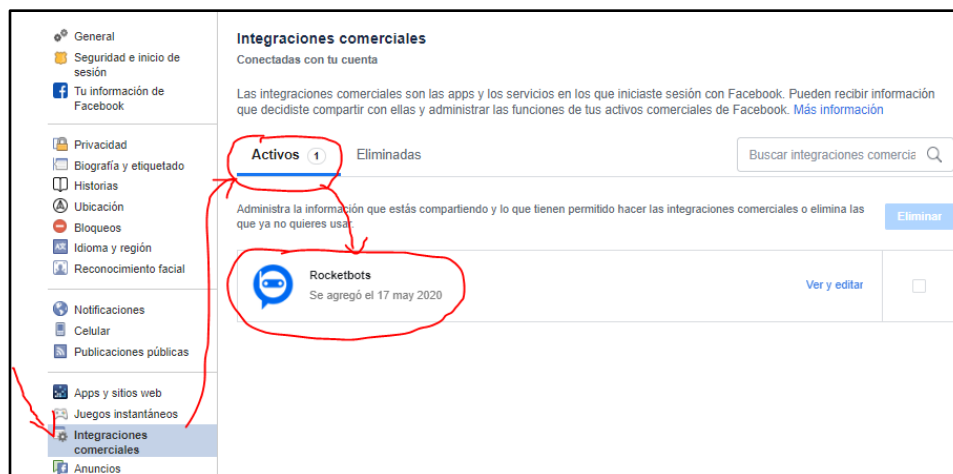 General
Seguridad e inicio de
sesión
Tu información de
Facebook
Privacidad
Biografía y etiquetado
Historias
Ubicación
Bloqueos
Idioma y región
Reconocimiento facial
Notificaciones
Celular
Publicaciones públicas
Apps y sitios web
Juegos instantáneos
Integraciones
comerciales
Anuncios
Integraciones comerciales
Conectadas con tu cuenta
Las integraciones comerciales son las apps y los servicios en los que iniciaste sesión con Facebook. Pueden recibir información
que decidiste compartir con ellas y administrar las funciones de tus activos comerciales de Facebook. Más información
Activos 1 Eliminadas
Buscar integraciones comercia
Administra la información que estás compartiendo y lo que tienen permitido hacer las integraciones comerciales o elimina las
que ya no quieres usar.
Eliminar
Rocketbots
Se agregó el 17 may 2020
Ver y editar